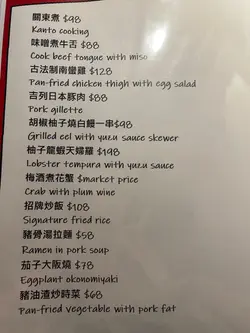 關東煮 $98
Kanto cooking
味噌煮牛舌 $88
Cook beef tongue with miso
古法制南蠻雞 $128
Pan-fried chicken thigh with egg salad
吉列日本豚肉 $88
Pork gillette
胡椒柚子燒白鰻一串$98
Grilled eel with yuzu sauce skewer
柚子龍蝦天婦羅 $198
Lobster tempura with yuzu sauce
梅酒煮花蟹 $market price
Crab with plum wine
招牌炒飯 $108
Signature fried rice
豬骨湯拉麵 $58
Ramen in pork soup
茄子大阪燒 $78
Eggplant okonomiyaki
豬油渣炒時菜 $68
Pan-fried vegetable with pork fat